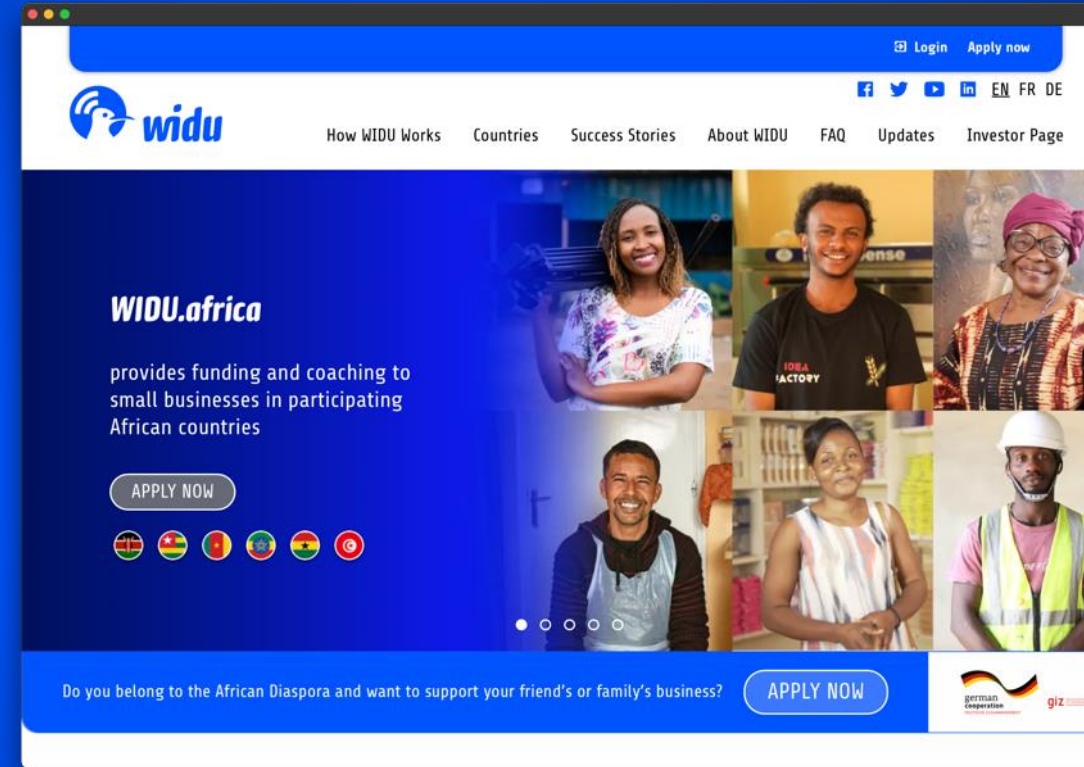 Login Apply now
EN FR DE
widu
How WIDU Works Countries Success Stories About WIDU FAQ Updates Investor Page
WIDU.africa
provides funding and coaching to
small businesses in participating
African countries
APPLY NOW
ense
IDEA
FACTORY
Do you belong to the African Diaspora and want to support your friend's or family's business? APPLY NOW
german
cooperation
giz